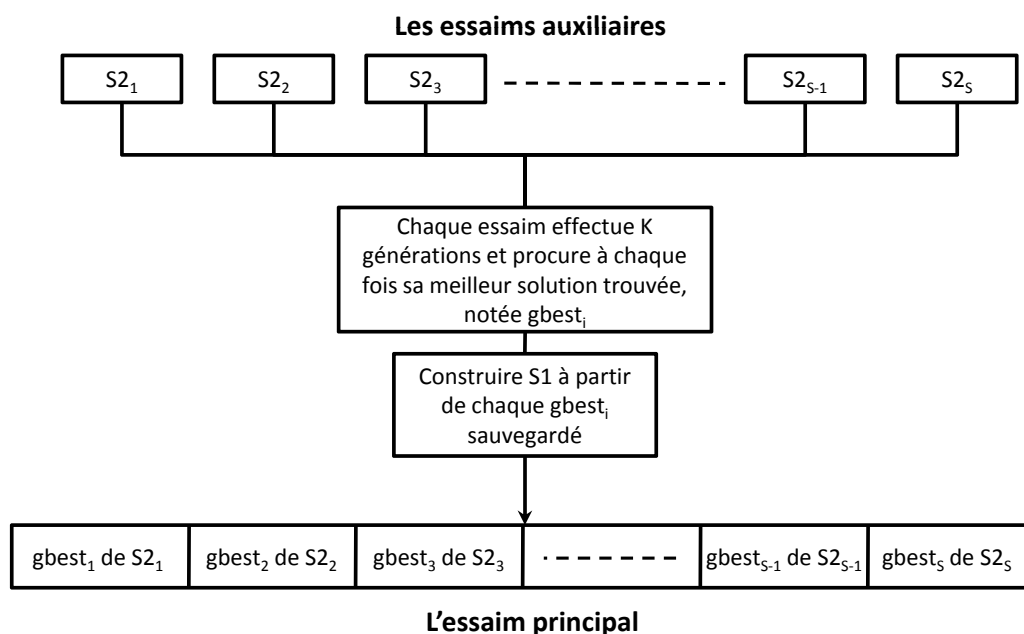 Les essaims auxiliaires
S2₁ S2₂ S2₃ S2S-1 S2S
Chaque essaim effectue K
générations et procure à chaque
fois sa meilleur solution trouvée,
notée gbestᵢ
Construire S1 à partir
de chaque gbestᵢ
sauvegardé
gbest₁ de S2₁ gbest₂ de S2₂ gbest₃ de S2₃ gbestS-1 de S2S-1 gbestS de S2S
L’essaim principal